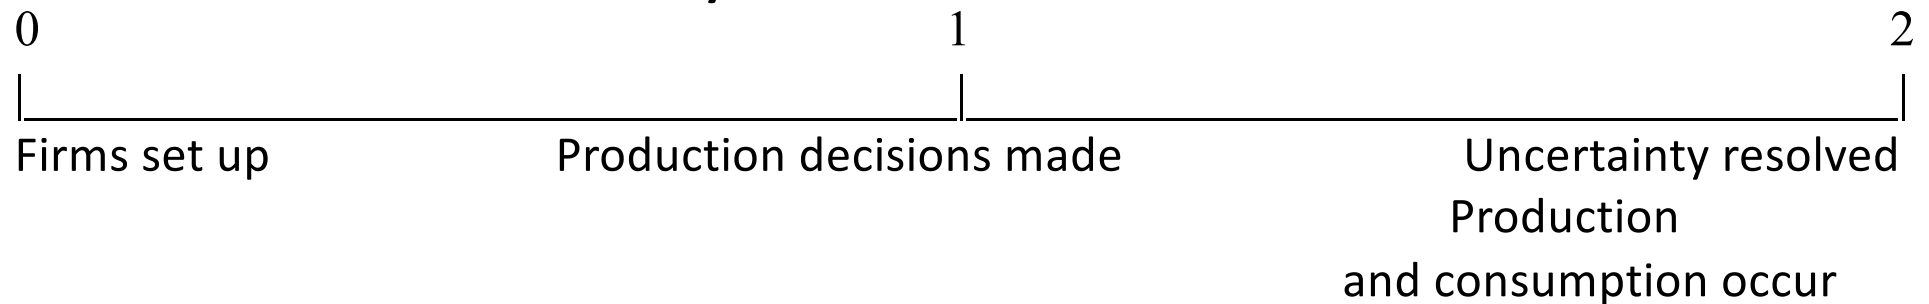 0 1 2
Firms set up Production decisions made Uncertainty resolved
Production
and consumption occur